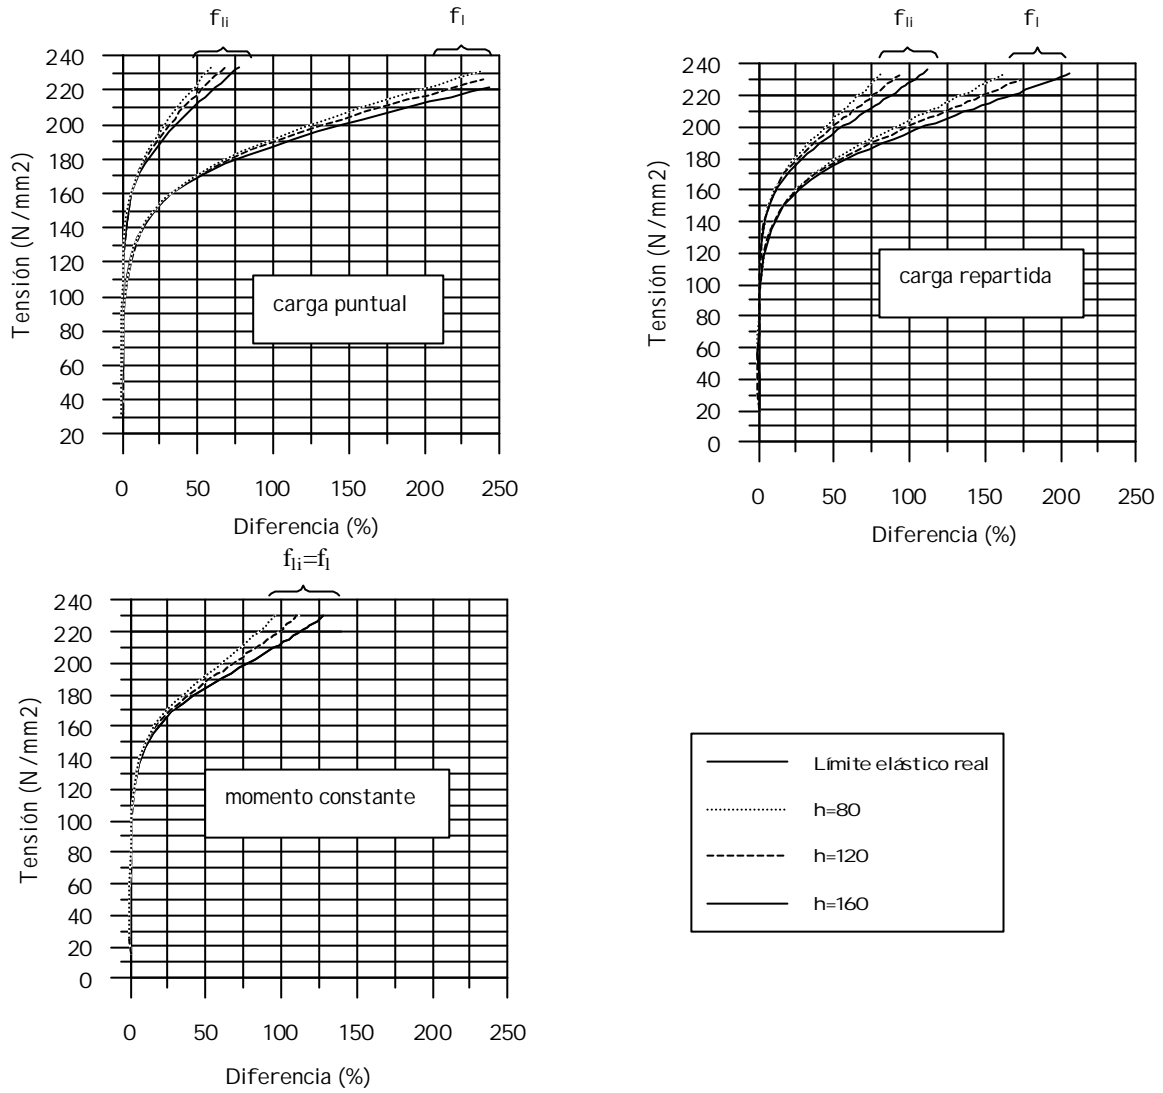 fli
fl
Tensión (N/mm2)
240
220
200
180
160
140
120
100
80
60
40
20
carga puntual
0 50 100 150 200 250
Diferencia (%)
fli
fl
Tensión (N/mm2)
240
220
200
180
160
140
120
100
80
60
40
20
0
carga repartida
0 50 100 150 200 250
Diferencia (%)
fli=fl
Tensión (N/mm2)
240
220
200
180
160
140
120
100
80
60
40
20
0
momento constante
0 50 100 150 200 250
Diferencia (%)
Límite elástico real
h=80
h=120
h=160